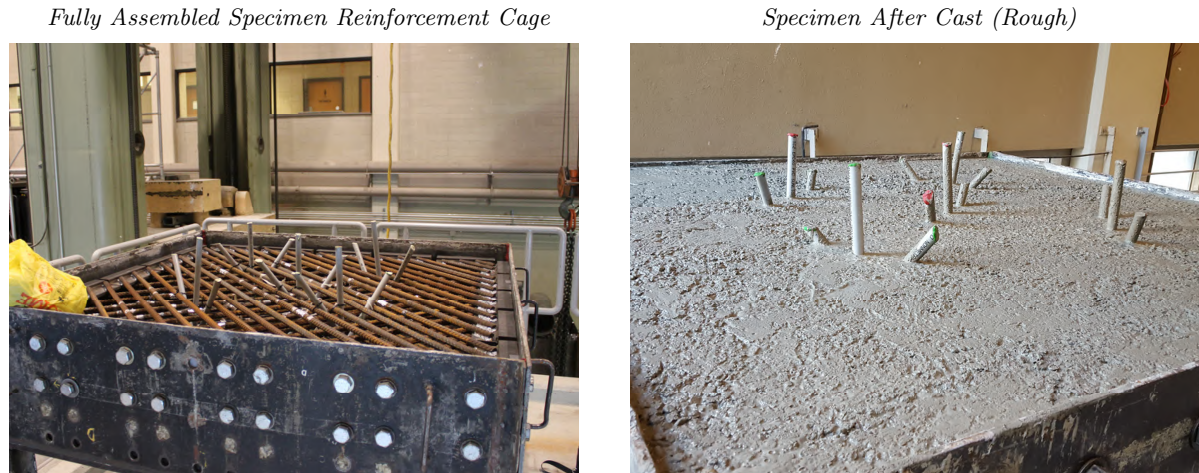 Fully Assembled Specimen Reinforcement Cage
Specimen After Cast (Rough)